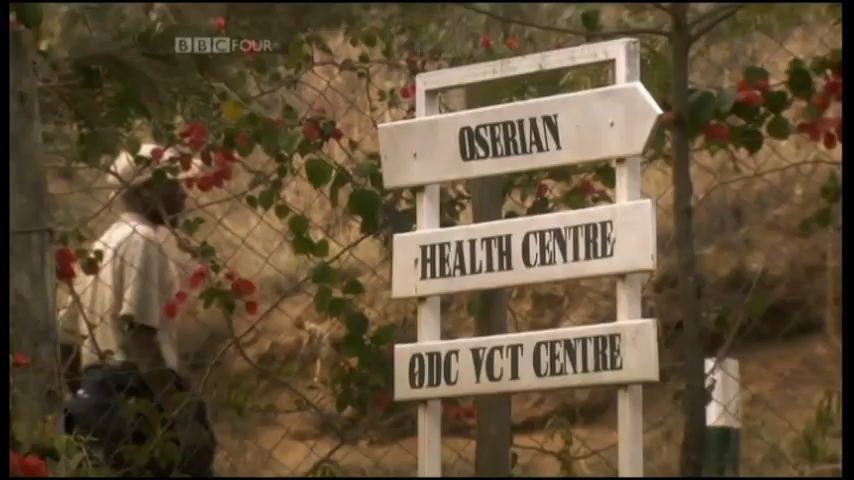 BBC FOUR
OSERIAN
HEALTH CENTRE
ODC VCT CENTRE